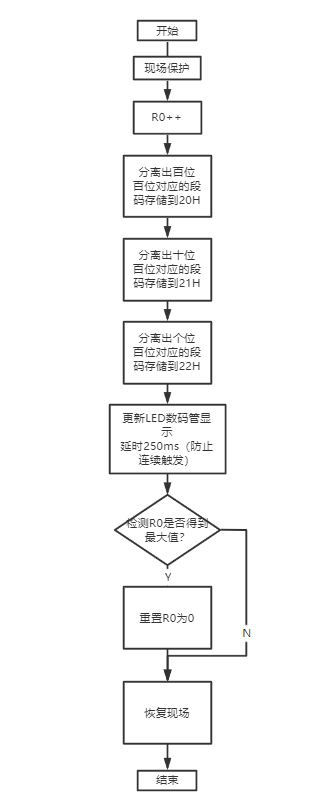 开始
现场保护
R0++
分离出百位
百位对应的段
码存储到20H
分离出十位
百位对应的段
码存储到21H
分离出个位
百位对应的段
码存储到22H
更新LED数码管显
示
延时250ms（防止
连续触发）
检测R0是否得到
最大值？
Y
重置R0为0
N
恢复现场
结束